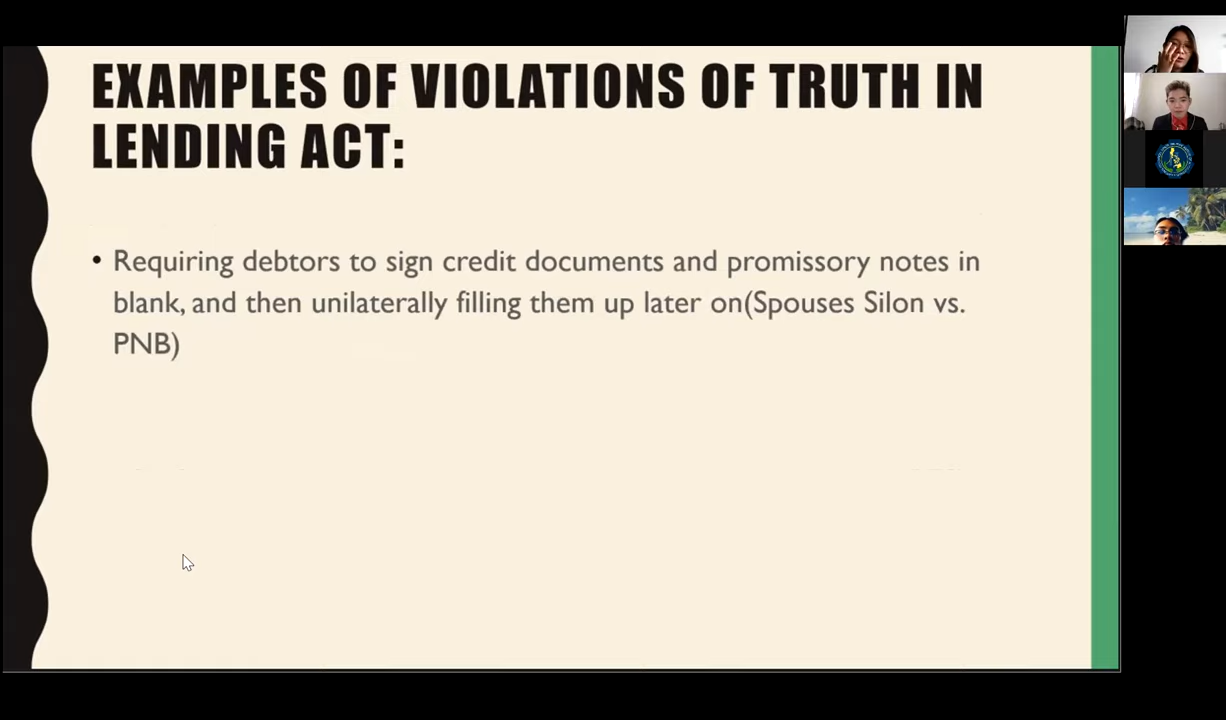 EXAMPLES OF VIOLATIONS OF TRUTH IN
LENDING ACT:
• Requiring debtors to sign credit documents and promissory notes in
blank, and then unilaterally filling them up later on(Spouses Silon vs.
PNB)